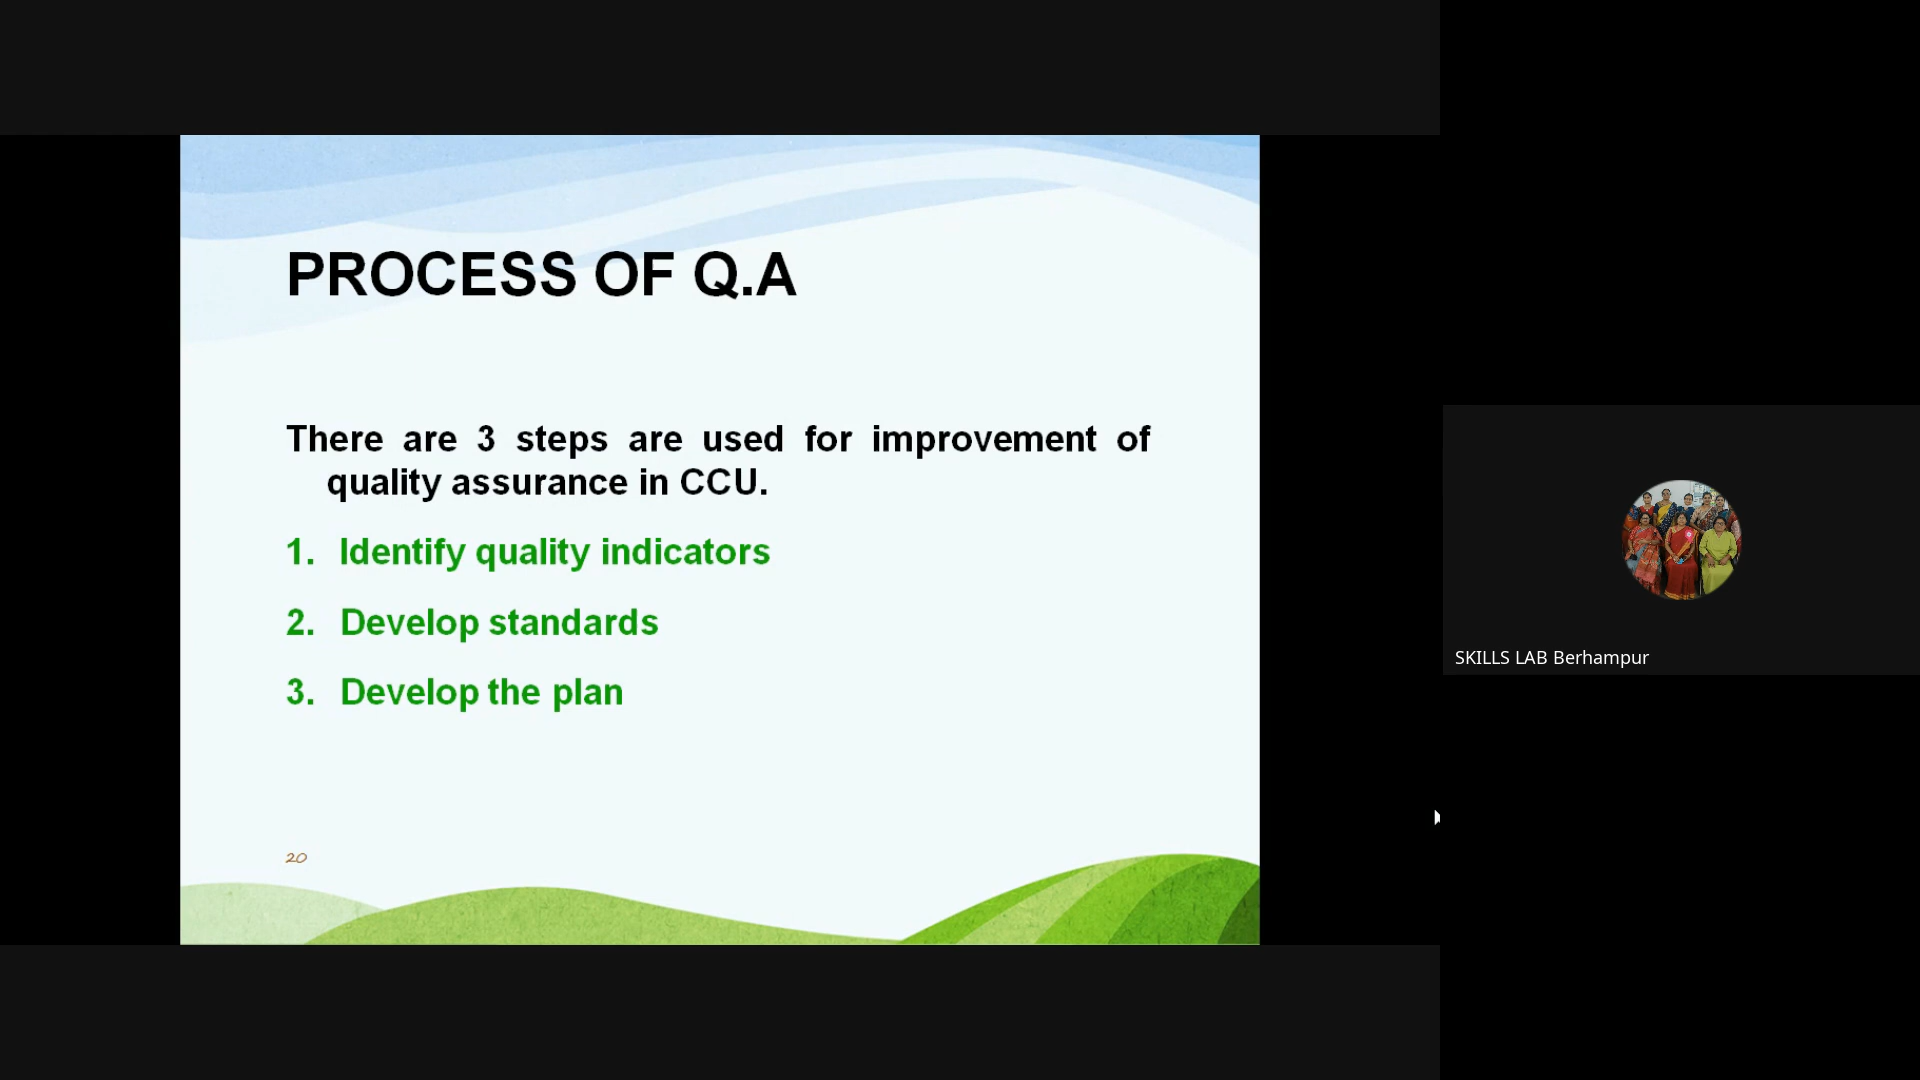 PROCESS OF Q.A
There are 3 steps are used for improvement of
quality assurance in CCU.
1. Identify quality indicators
2. Develop standards
3. Develop the plan
20
SKILLS LAB Berhampur